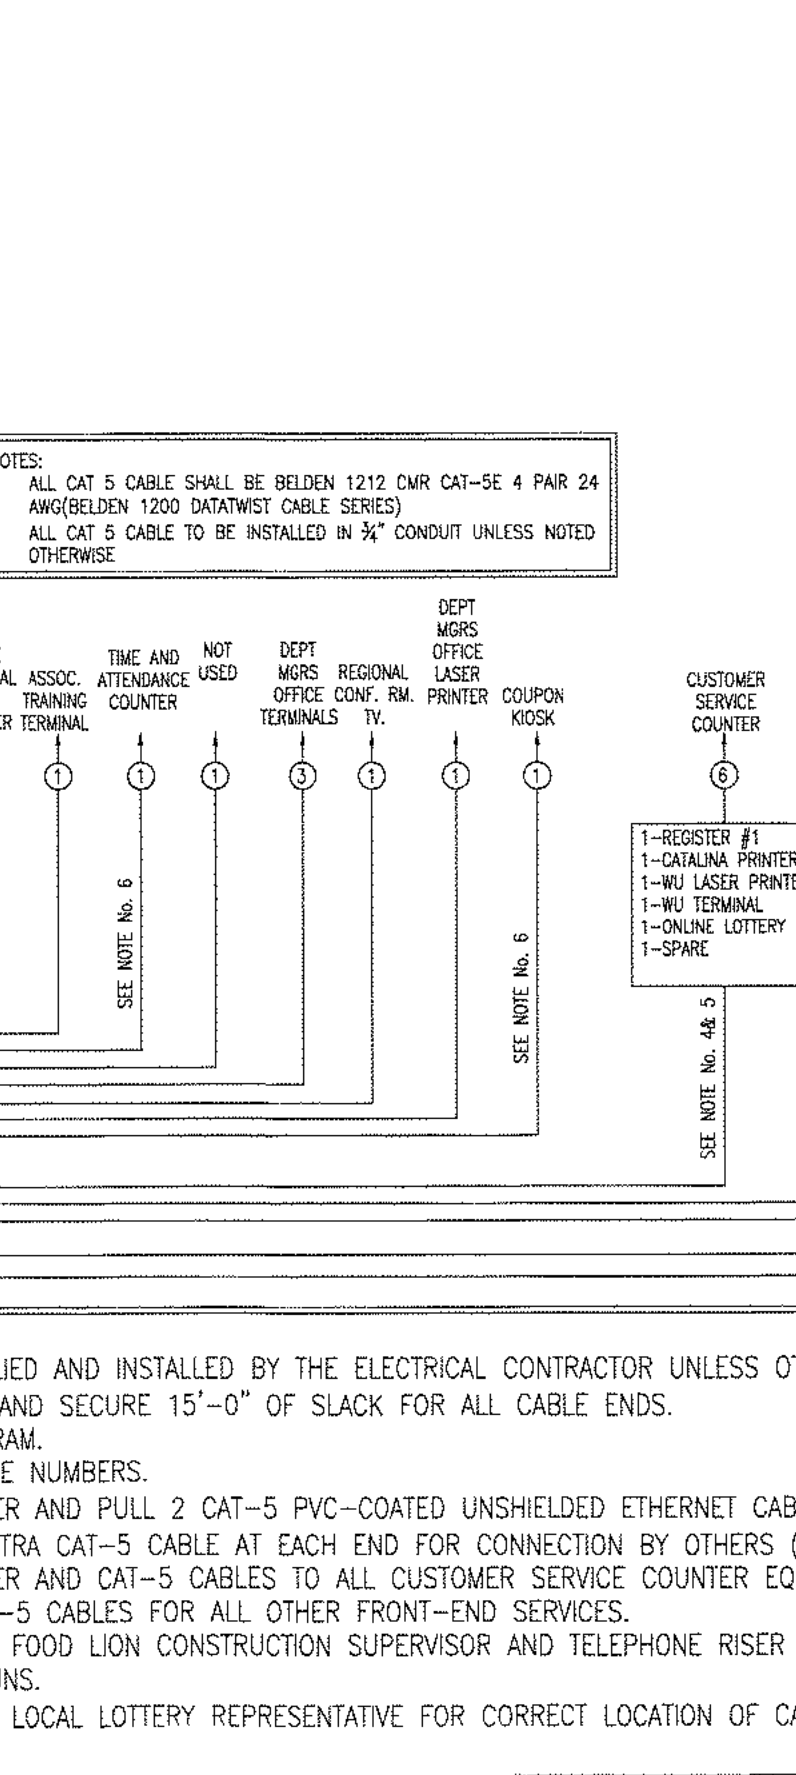 OTES:
ALL CAT 5 CABLE SHALL BE BELDEN 1212 CMR CAT-5E 4 PAIR 24
AWG(BELDEN 1200 DATATWIST CABLE SERIES)
ALL CAT 5 CABLE TO BE INSTALLED IN ¾" CONDUIT UNLESS NOTED
OTHERWISE
AL
ER
ASSOC.
TRAINING
TERMINAL
TIME AND
ATTENDANCE
COUNTER
NOT
USED
DEPT
MGRS
OFFICE
TERMINALS
REGIONAL
CONF. RM.
TV.
DEPT
MGRS
OFFICE
LASER
PRINTER
COUPON
KIOSK
CUSTOMER
SERVICE
COUNTER
1
1
1
3
1
1
1
6
1-REGISTER #1
1-CATALINA PRINTER
1-WU LASER PRINTE
1-WU TERMINAL
1-ONLINE LOTTERY
1-SPARE
SEE NOTE No. 6
SEE NOTE No. 6
SEE NOTE No. 4& 5
LIED AND INSTALLED BY THE ELECTRICAL CONTRACTOR UNLESS OT
AND SECURE 15'-0" OF SLACK FOR ALL CABLE ENDS.
RAM.
E NUMBERS.
ER AND PULL 2 CAT-5 PVC-COATED UNSHIELDED ETHERNET CAB
TRA CAT-5 CABLE AT EACH END FOR CONNECTION BY OTHERS (
ER AND CAT-5 CABLES TO ALL CUSTOMER SERVICE COUNTER EQ
-5 CABLES FOR ALL OTHER FRONT-END SERVICES.
FOOD LION CONSTRUCTION SUPERVISOR AND TELEPHONE RISER
UNS.
LOCAL LOTTERY REPRESENTATIVE FOR CORRECT LOCATION OF CA